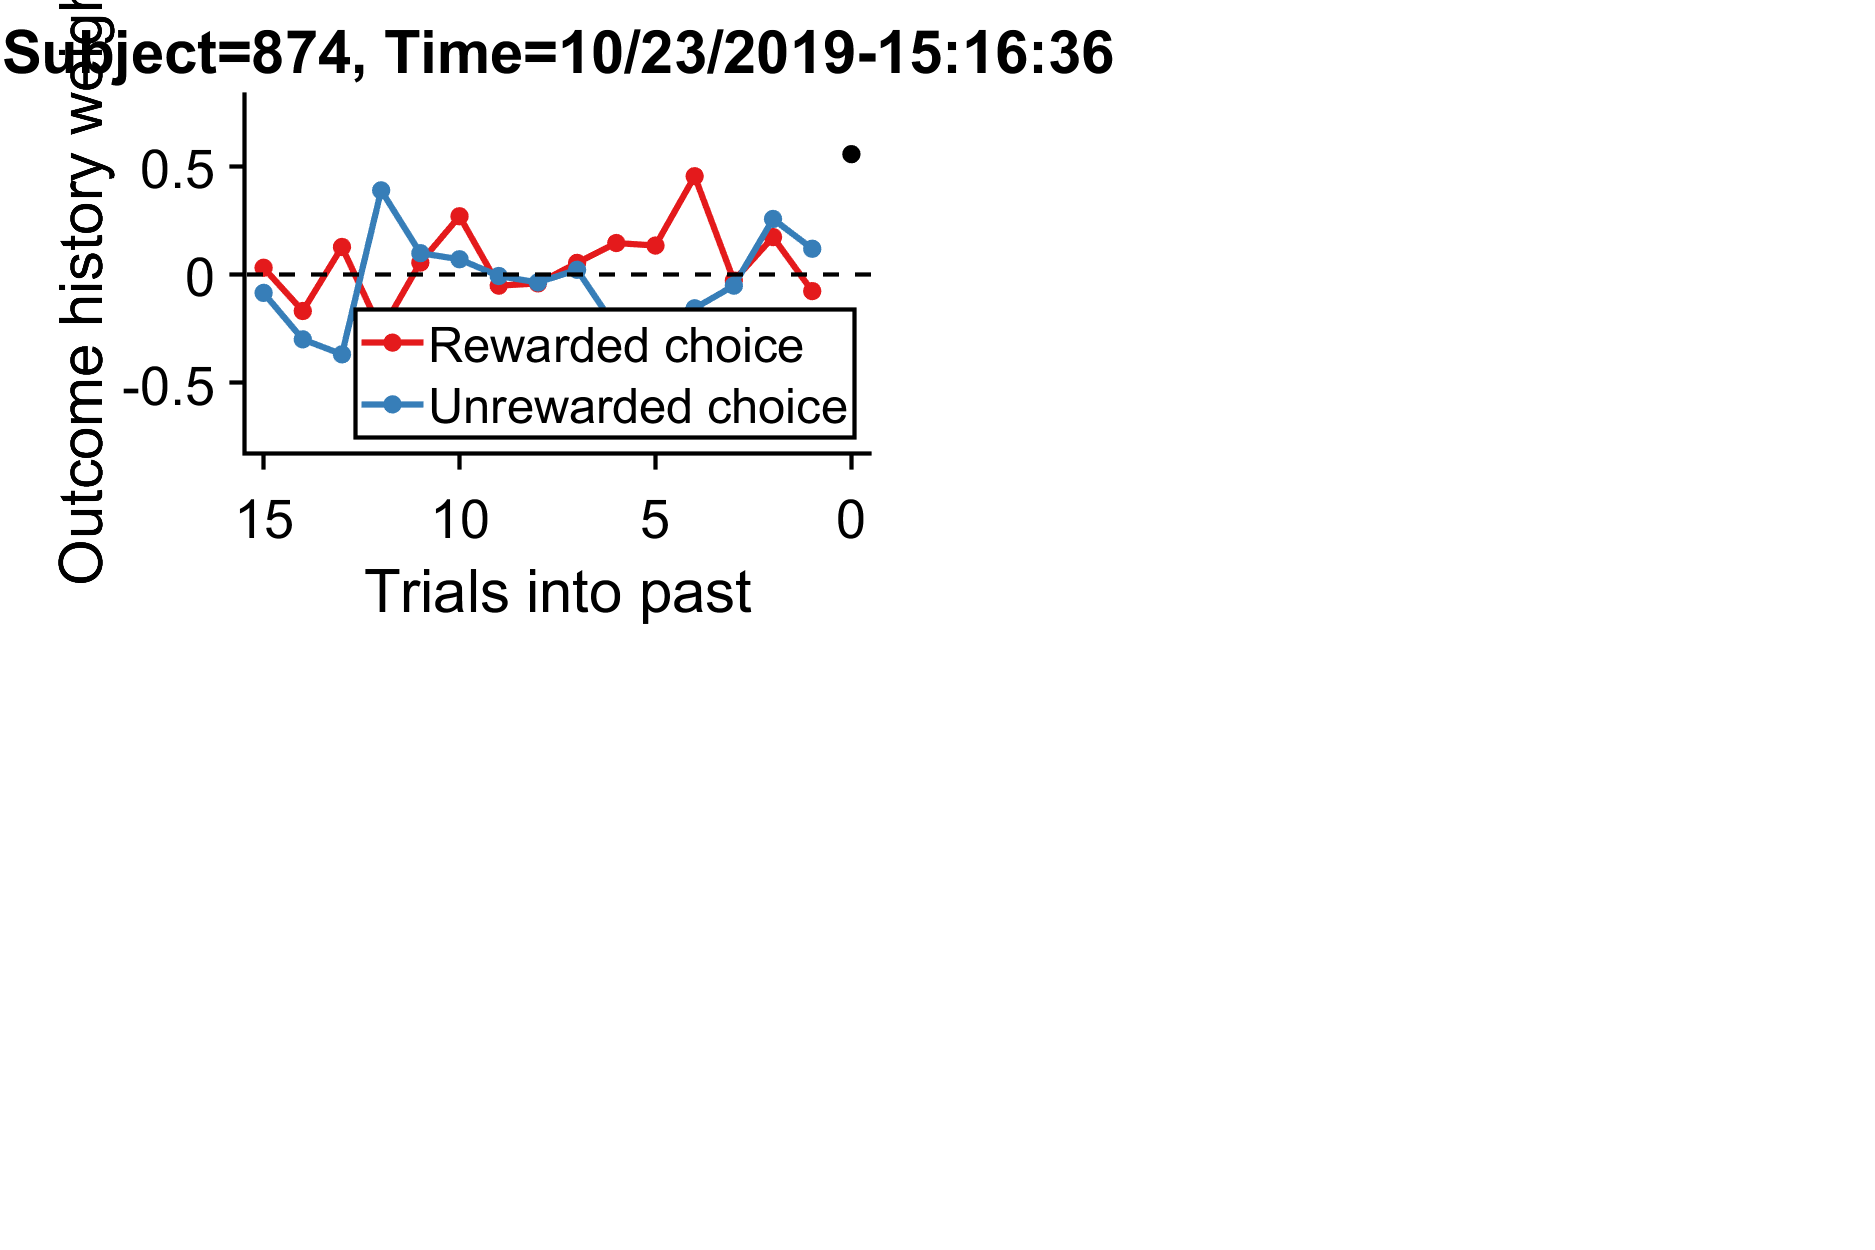 Subject=874, Time=10/23/2019-15:16:36
Outcome history
0.5
0
-0.5
Rewarded choice
Unrewarded choice
15 10 5 0
Trials into past